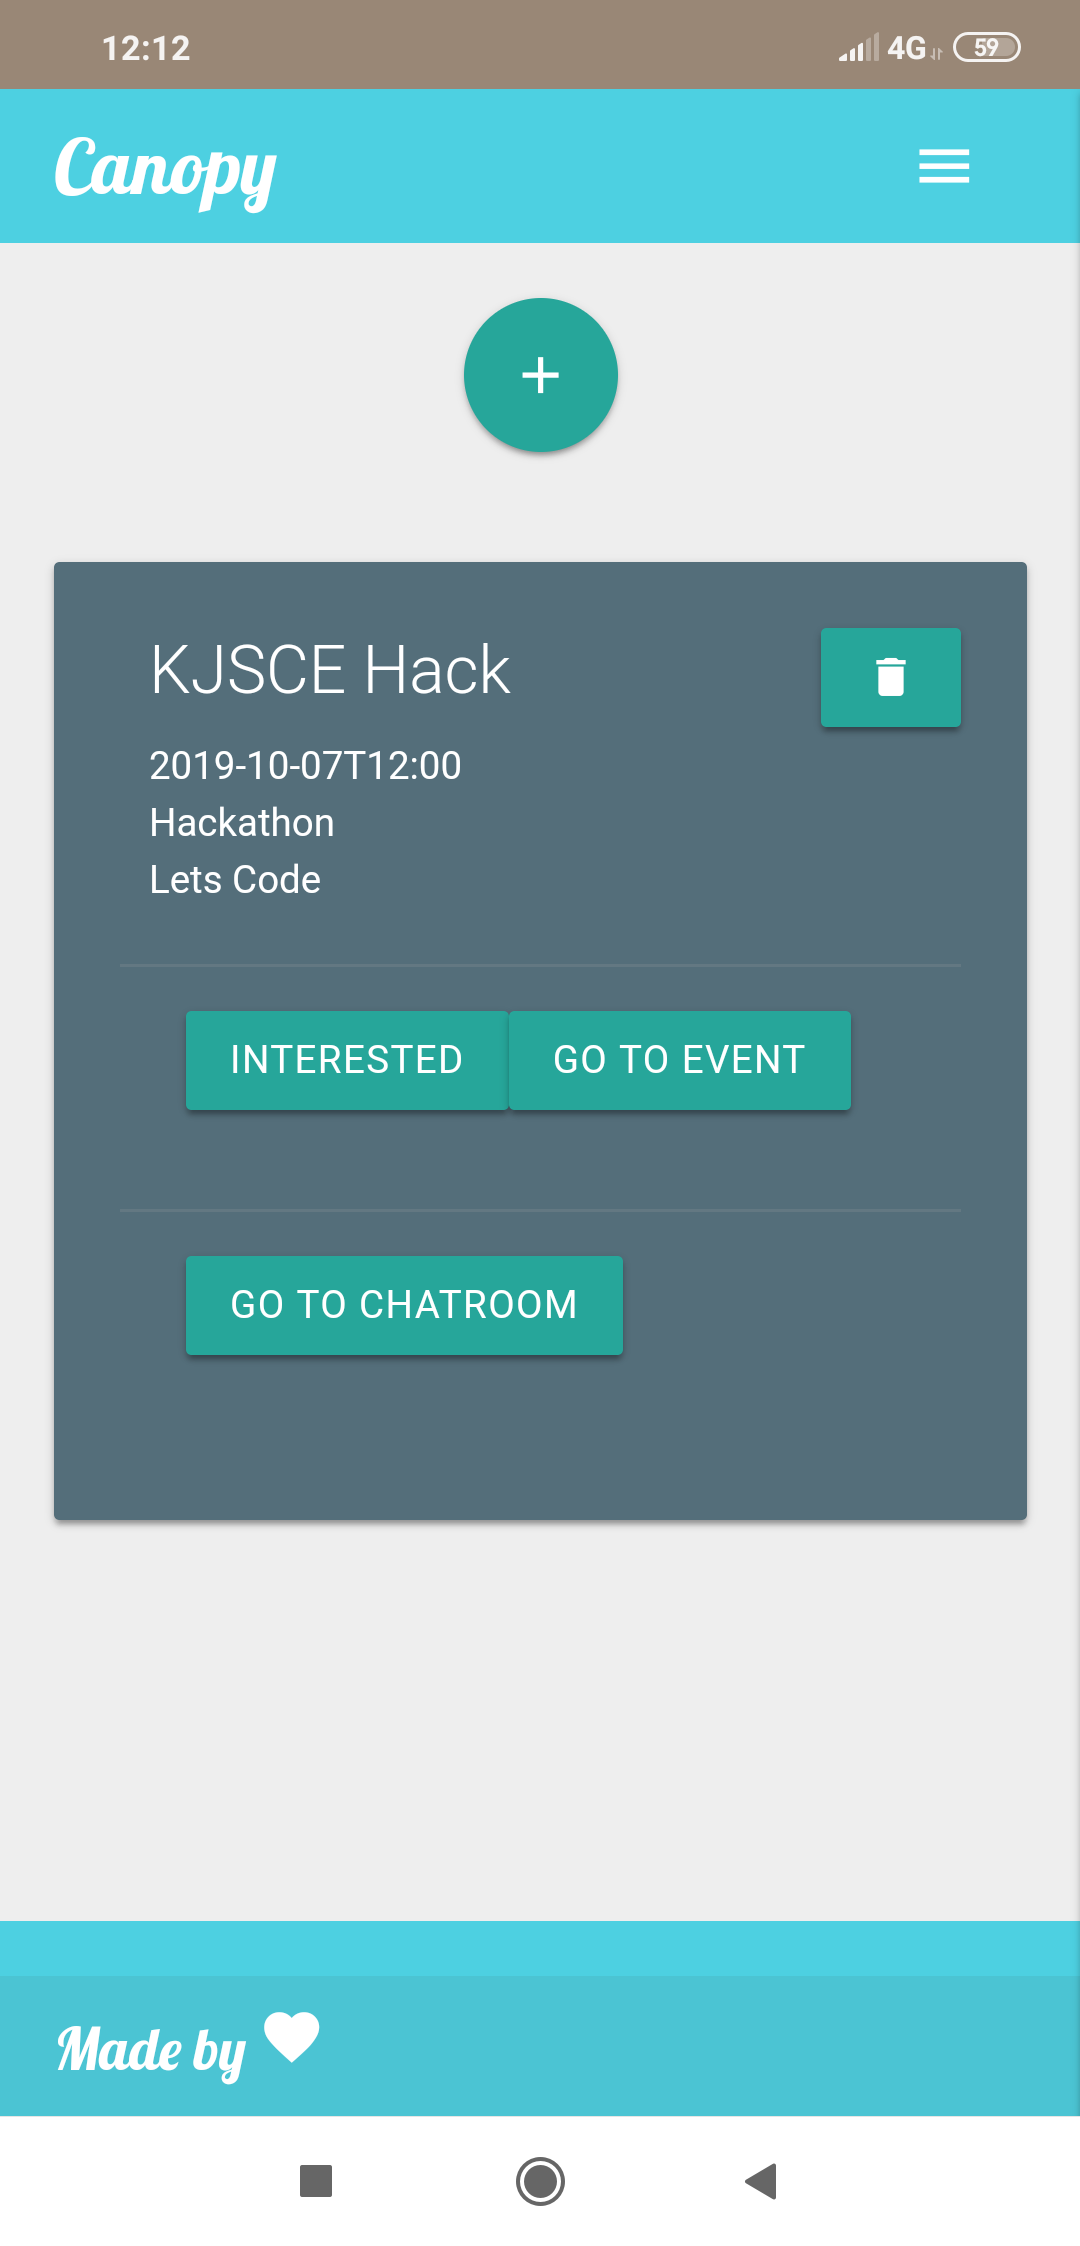 12:12 4G 59
Canopy
KJSCE Hack
2019-10-07T12:00
Hackathon
Lets Code
INTERESTED GO TO EVENT
GO TO CHATROOM
Made by